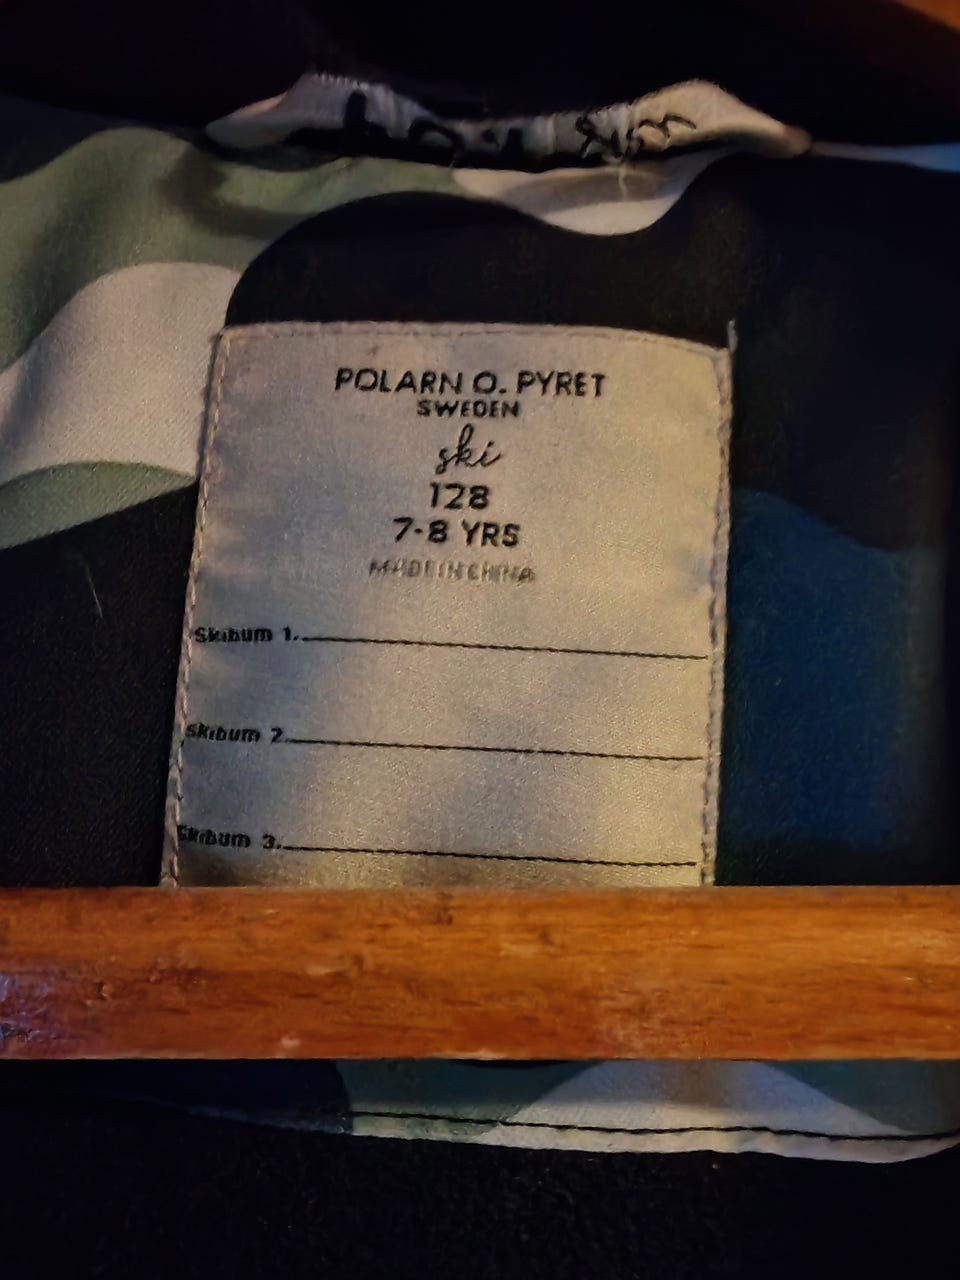 POLARN O. PYRET
SWEDEN
ski
128
7-8 YRS
MADE IN CHINA
Skibum 1.
Skibum 2.
Skibum 3.